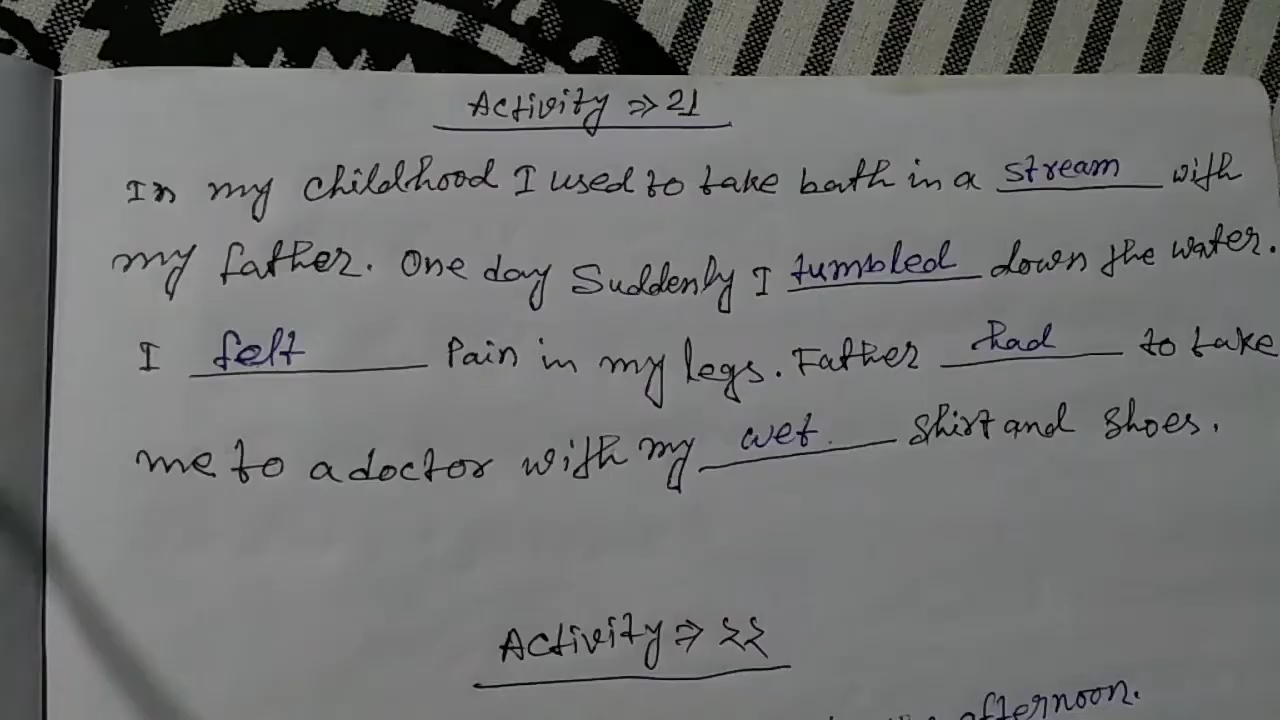 Activity ⇒ 21
In my childhood I used to take bath in a stream with
my father. One day Suddenly I tumbled down the water.
I felt Pain in my legs. Father had to take
me to a doctor with my wet shirt and shoes.
Activity ⇒ २२
afternoon.